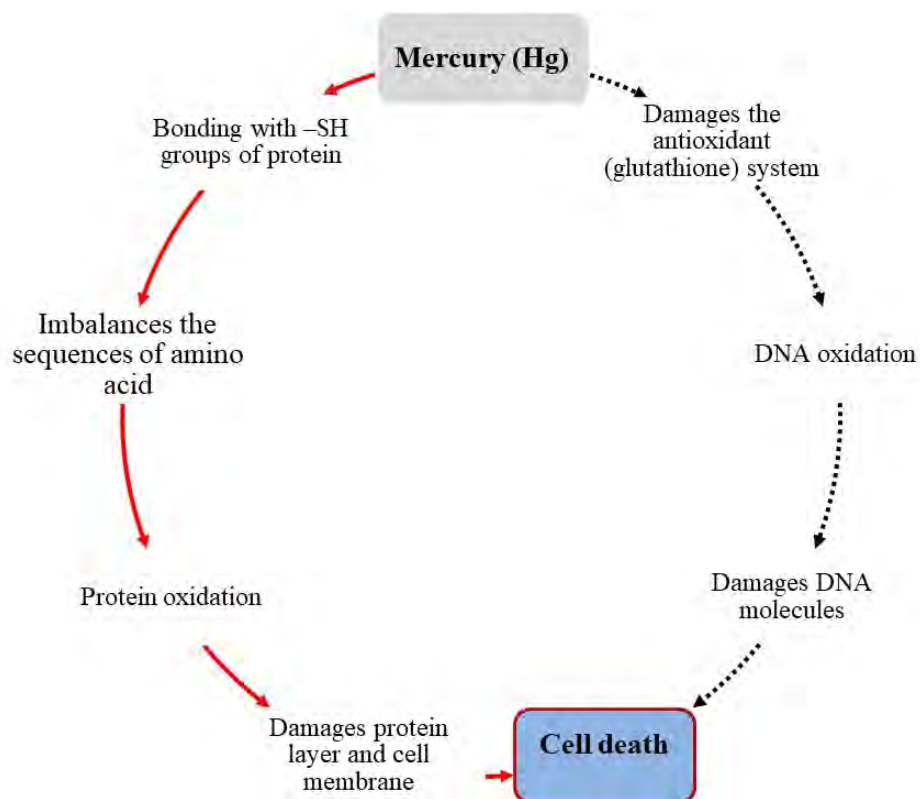 Mercury (Hg)
Bonding with –SH
groups of protein
Damages the
antioxidant
(glutathione) system
Imbalances the
sequences of amino
acid
DNA oxidation
Protein oxidation
Damages DNA
molecules
Damages protein
layer and cell
membrane
Cell death